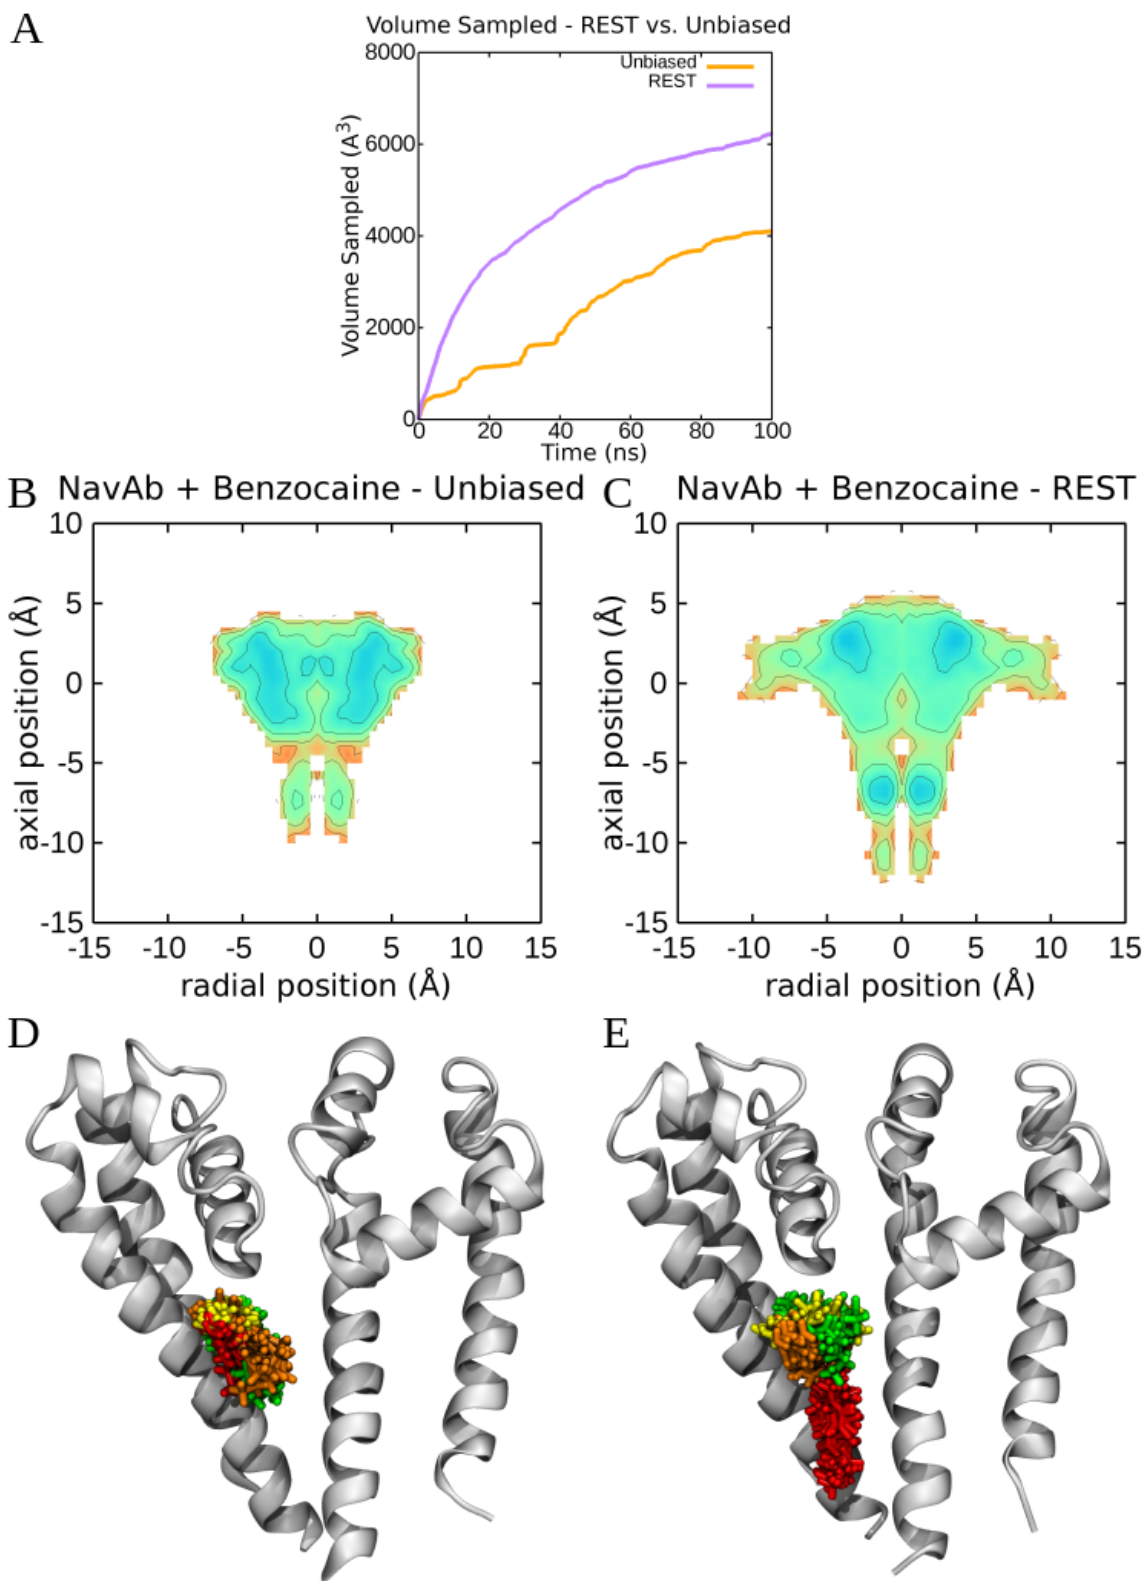 A
Volume Sampled - REST vs. Unbiased
Volume Sampled (A³)
8000
6000
4000
2000
0
Unbiased
REST
0 20 40 60 80 100
Time (ns)
B NavAb + Benzocaine - Unbiased
axial position (Å)
10
5
0
-5
-10
-15
-15 -10 -5 0 5 10 15
radial position (Å)
C NavAb + Benzocaine - REST
axial position (Å)
10
5
0
-5
-10
-15
-15 -10 -5 0 5 10 15
radial position (Å)
D
E